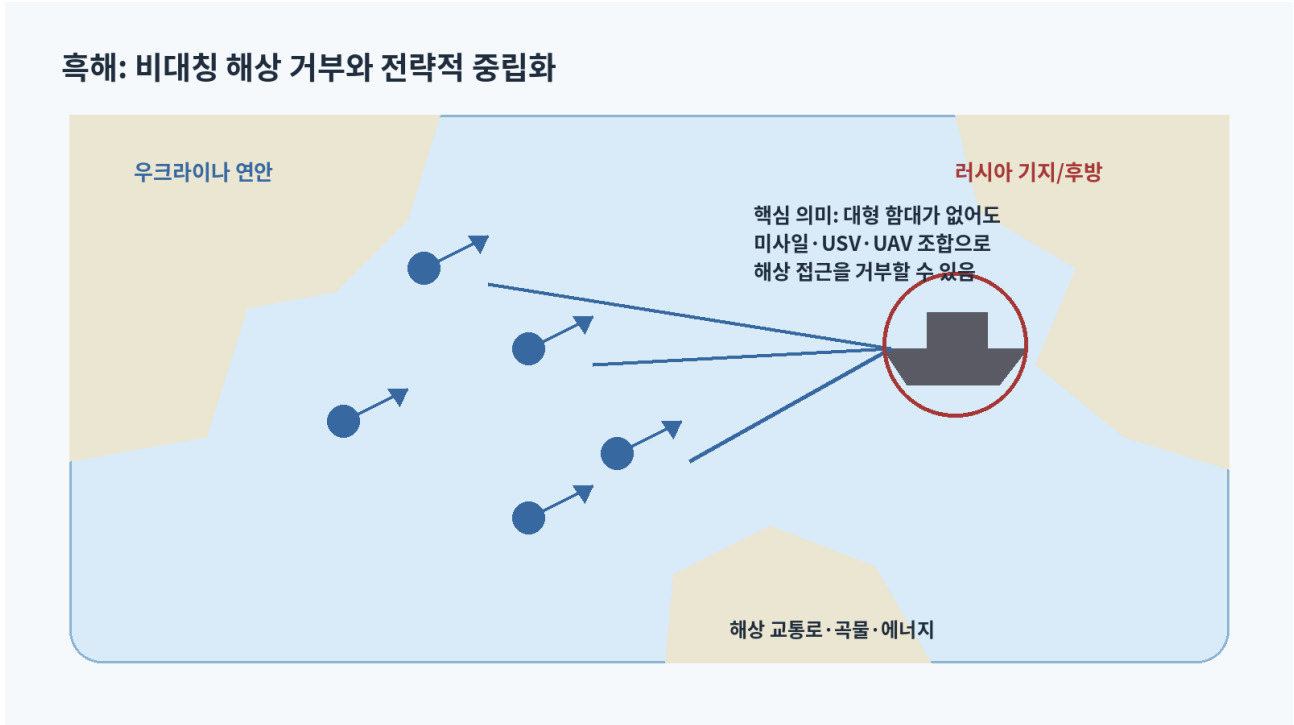 흑해: 비대칭 해상 거부와 전략적 중립화
우크라이나 연안
러시아 기지/후방
핵심 의미: 대형 함대가 없어도
미사일·USV·UAV 조합으로
해상 접근을 거부할 수 있음
해상 교통로·곡물·에너지